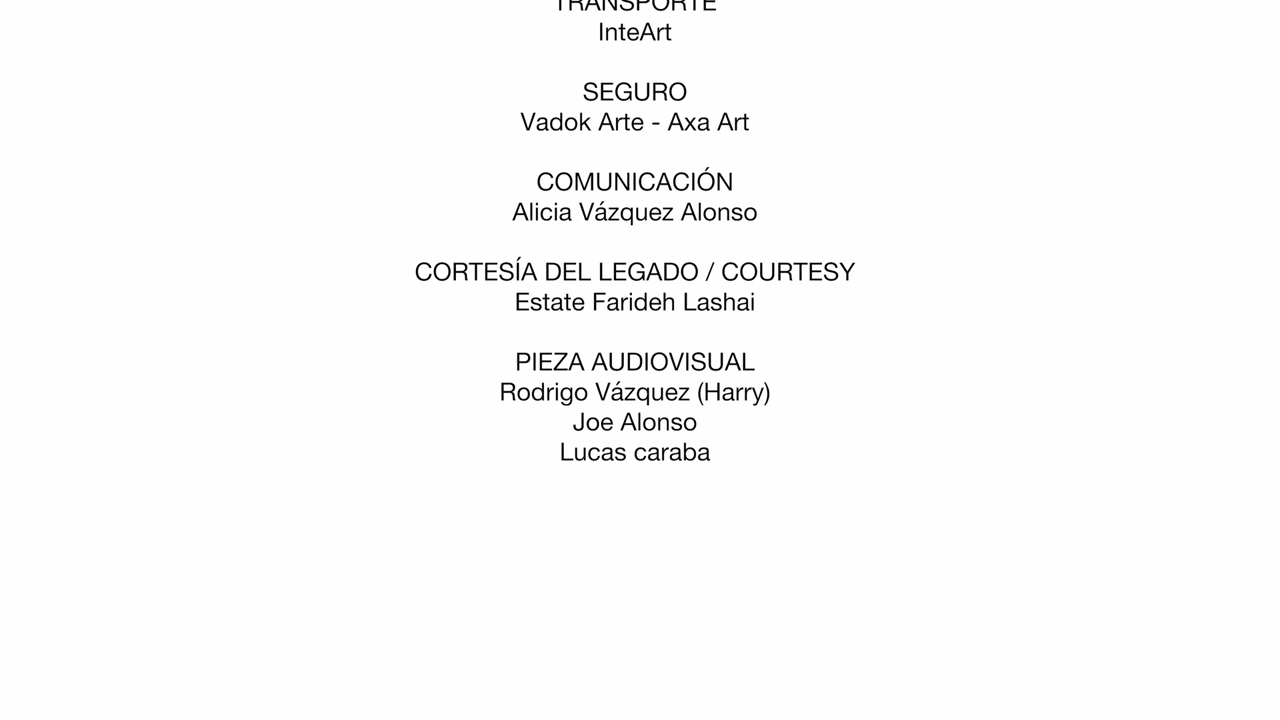 TRANSPORTE
InteArt
SEGURO
Vadok Arte - Axa Art
COMUNICACIÓN
Alicia Vázquez Alonso
CORTESÍA DEL LEGADO / COURTESY
Estate Farideh Lashai
PIEZA AUDIOVISUAL
Rodrigo Vázquez (Harry)
Joe Alonso
Lucas caraba